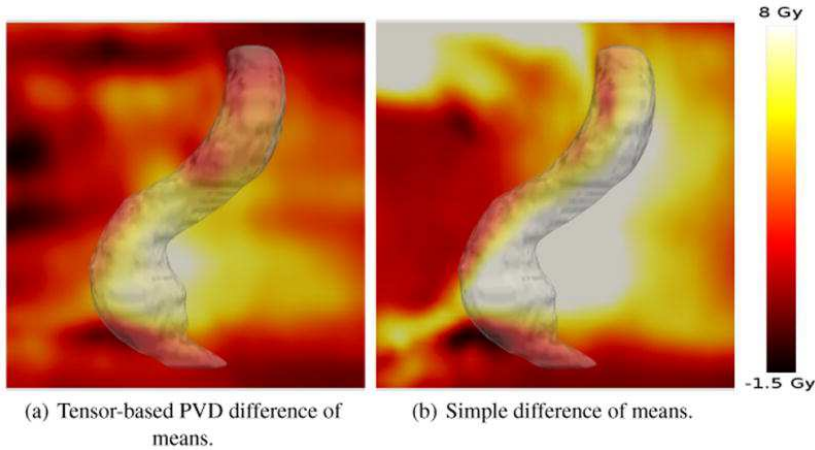 8 Gy
-1.5 Gy
(a) Tensor-based PVD difference of
means.
(b) Simple difference of means.